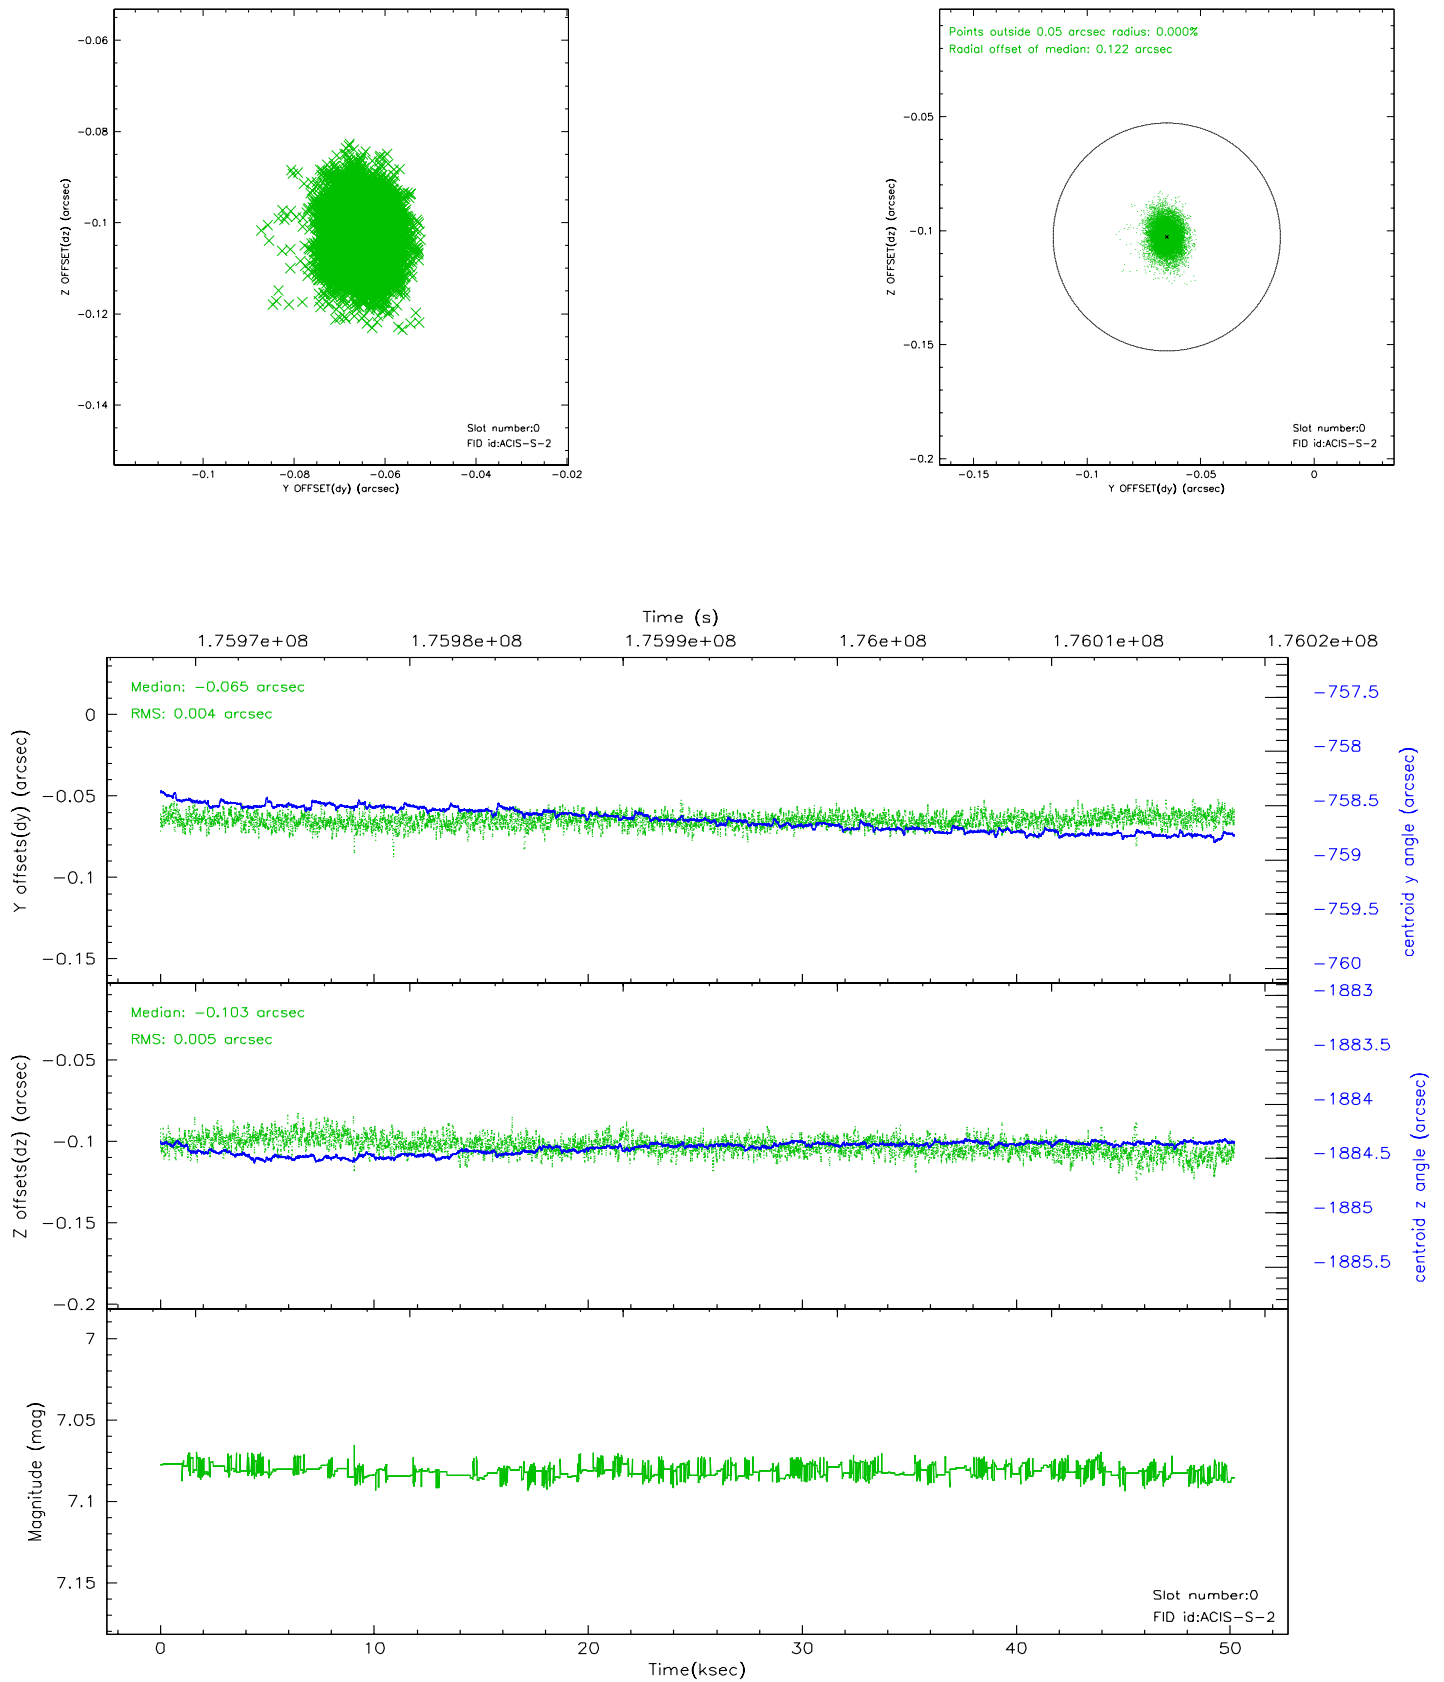 -0.06
-0.08
-0.1
-0.12
-0.14
Z OFFSET(dz) (arcsec)
Slot number:0
FID id:ACIS-S-2
-0.1 -0.08 -0.06 -0.04 -0.02
Y OFFSET(dy) (arcsec)
Points outside 0.05 arcsec radius: 0.000%
Radial offset of median: 0.122 arcsec
-0.05
-0.1
-0.15
-0.2
Z OFFSET(dz) (arcsec)
Slot number:0
FID id:ACIS-S-2
-0.15 -0.1 -0.05 0
Y OFFSET(dy) (arcsec)
Time (s)
1.7597e+08 1.7598e+08 1.7599e+08 1.76e+08 1.7601e+08 1.7602e+08
Median: -0.065 arcsec
RMS: 0.004 arcsec
0
-0.05
-0.1
-0.15
Y offsets(dy) (arcsec)
-757.5
-758
-758.5
-759
-759.5
-760
centroid y angle (arcsec)
Median: -0.103 arcsec
RMS: 0.005 arcsec
-0.05
-0.1
-0.15
-0.2
Z offsets(dz) (arcsec)
-1883
-1883.5
-1884
-1884.5
-1885
-1885.5
centroid z angle (arcsec)
7
7.05
7.1
7.15
Magnitude (mag)
Slot number:0
FID id:ACIS-S-2
0 10 20 30 40 50
Time(ksec)